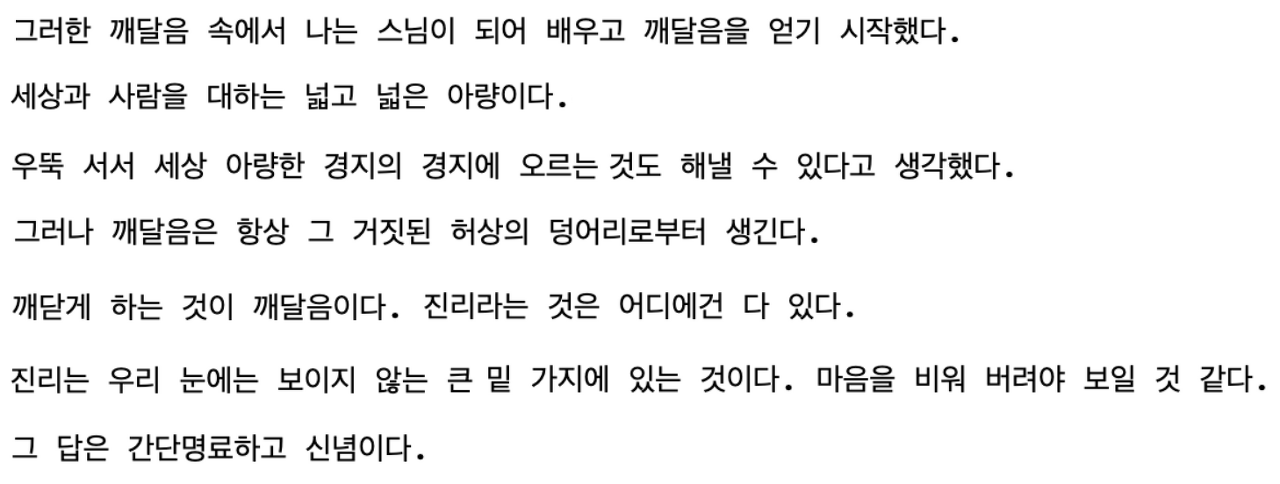 그러한 깨달음 속에서 나는 스님이 되어 배우고 깨달음을 얻기 시작했다.
세상과 사람을 대하는 넓고 넓은 아량이다.
우뚝 서서 세상 아량한 경지의 경지에 오르는 것도 해낼 수 있다고 생각했다.
그러나 깨달음은 항상 그 거짓된 허상의 덩어리로부터 생긴다.
깨닫게 하는 것이 깨달음이다. 진리라는 것은 어디에건 다 있다.
진리는 우리 눈에는 보이지 않는 큰 밑 가지에 있는 것이다. 마음을 비워 버려야 보일 것 같다.
그 답은 간단명료하고 신념이다.